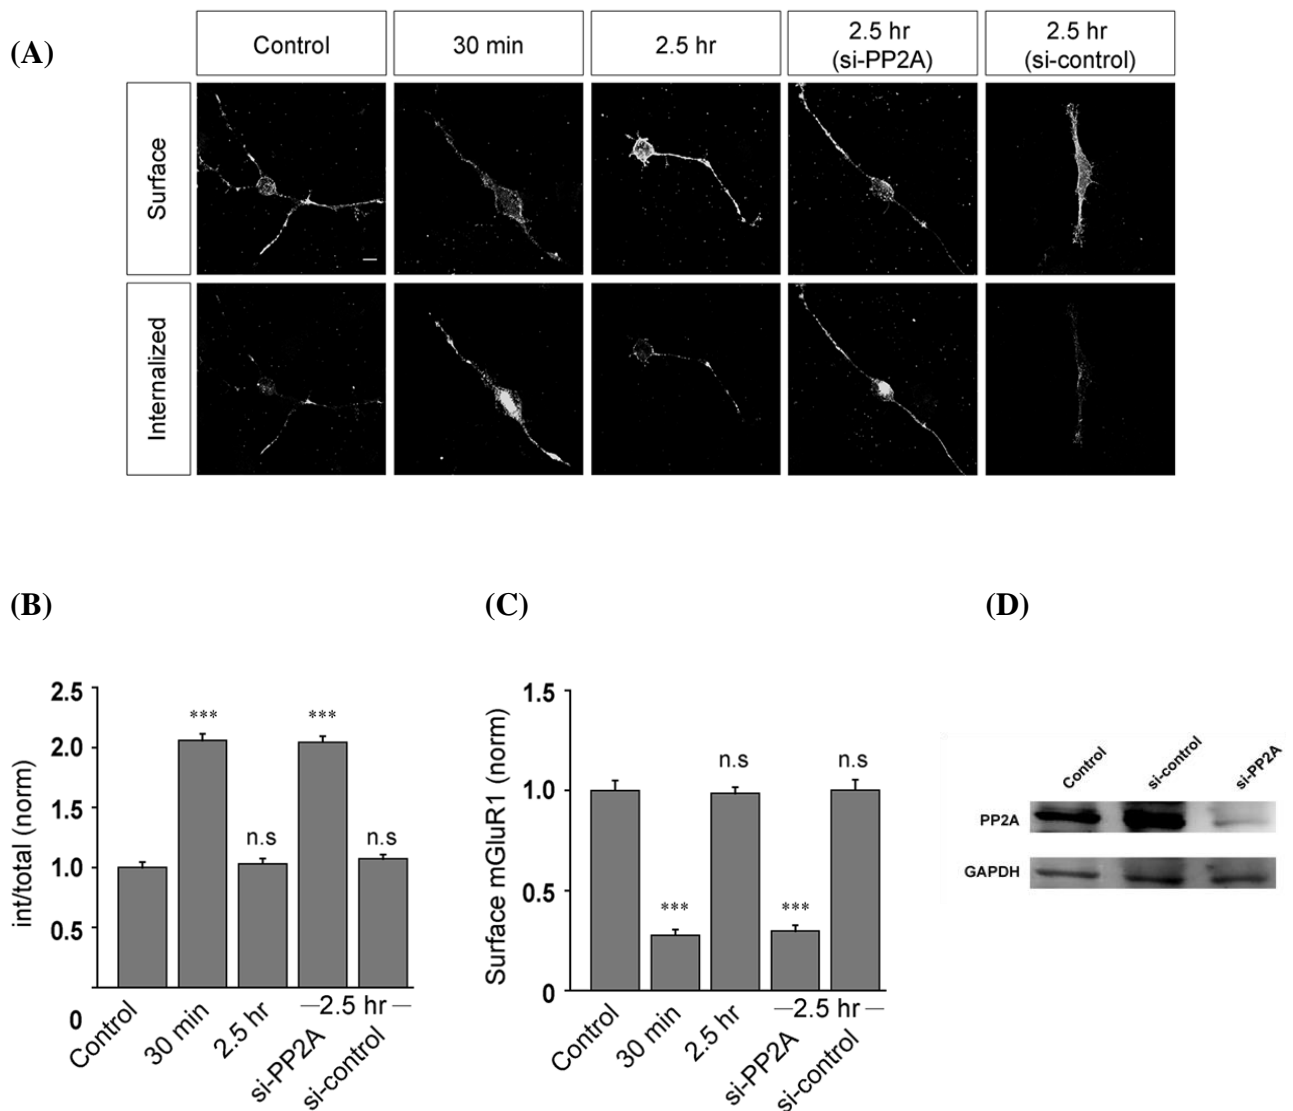 (A)
Control
30 min
2.5 hr
2.5 hr
(si-PP2A)
2.5 hr
(si-control)
Surface
Internalized
(B)
(C)
(D)
int/total (norm)
2.5
2.0
1.5
1.0
0.5
0
***
n.s
***
n.s
Control
30 min
2.5 hr
2.5 hr
si-PP2A
si-control
Surface mGluR1 (norm)
1.5
1.0
0.5
0
***
n.s
***
n.s
Control
30 min
2.5 hr
2.5 hr
si-PP2A
si-control
Control
si-control
si-PP2A
PP2A
GAPDH